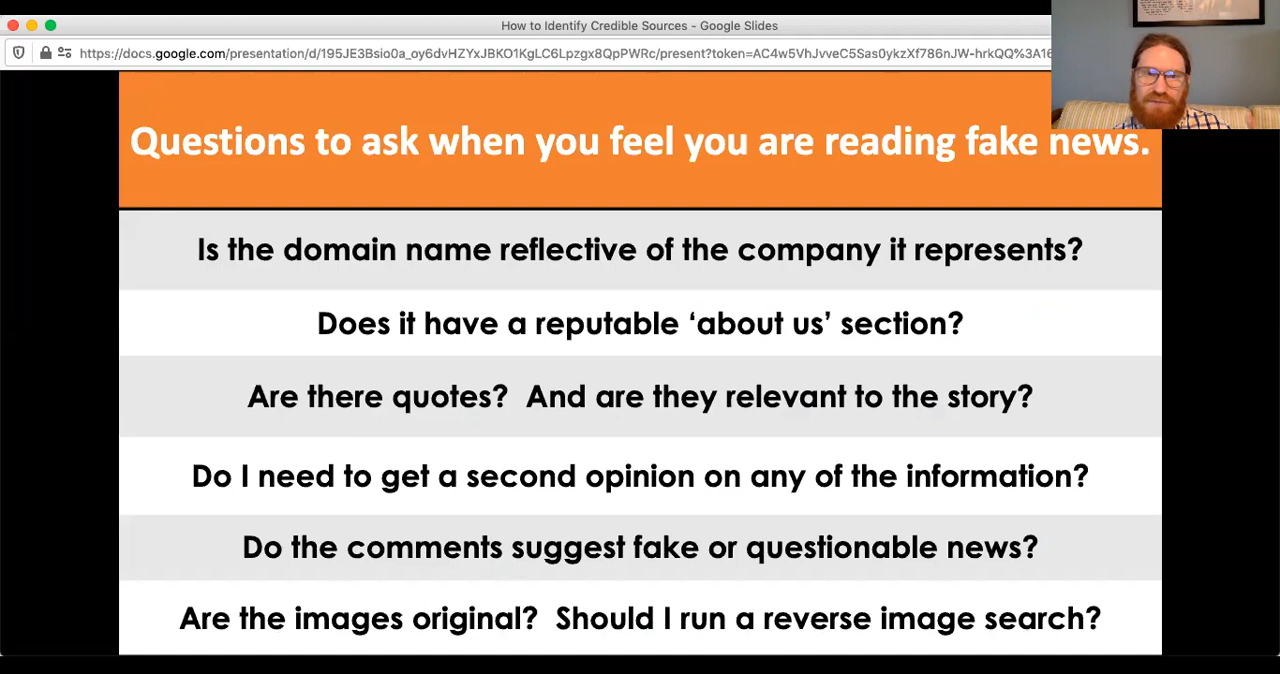 How to Identify Credible Sources - Google Slides
https://docs.google.com/presentation/d/195JE3Bsio0a_oy6dvHZYxJBKO1KgLC6Lpzgx8QpPWRc/present?token=AC4w5VhJvveC5Sas0ykzXf786nJW-hrkQQ%3A16
Questions to ask when you feel you are reading fake news.
Is the domain name reflective of the company it represents?
Does it have a reputable ‘about us’ section?
Are there quotes? And are they relevant to the story?
Do I need to get a second opinion on any of the information?
Do the comments suggest fake or questionable news?
Are the images original? Should I run a reverse image search?